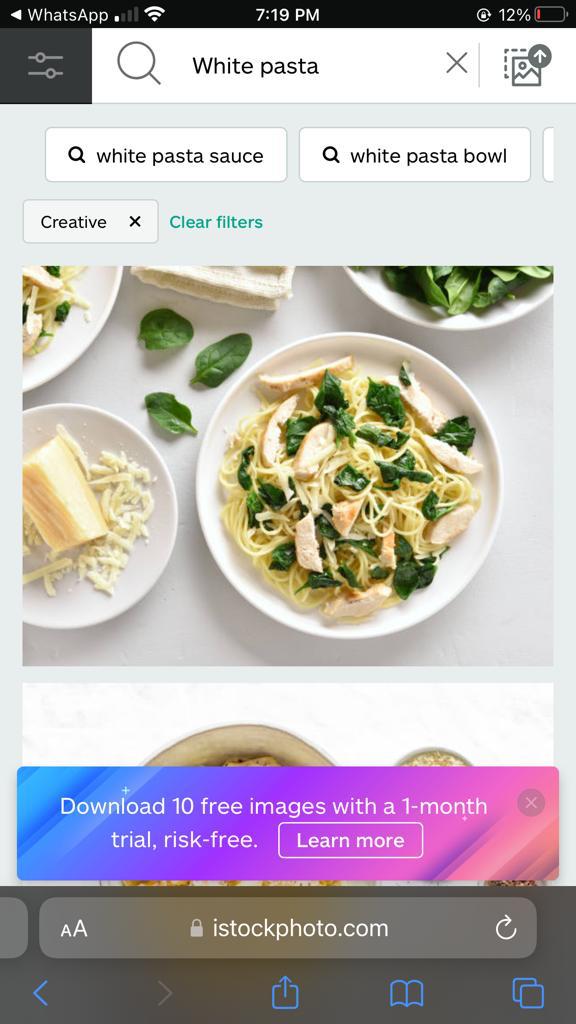 WhatsApp 7:19 PM 12%
White pasta
white pasta sauce white pasta bowl
Creative Clear filters
Download 10 free images with a 1-month
trial, risk-free. Learn more
AA istockphoto.com